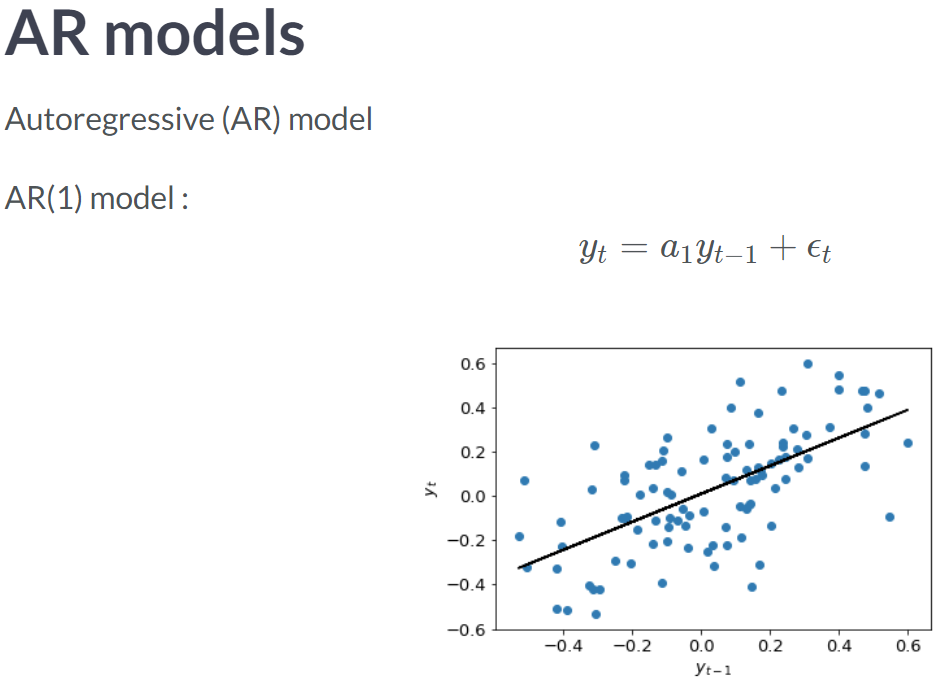 AR models
Autoregressive (AR) model
AR(1) model :
yₜ = a₁yₜ₋₁ + ϵₜ
0.6
0.4
0.2
0.0
−0.2
−0.4
−0.6
yₜ
−0.4 −0.2 0.0 0.2 0.4 0.6
yₜ₋₁